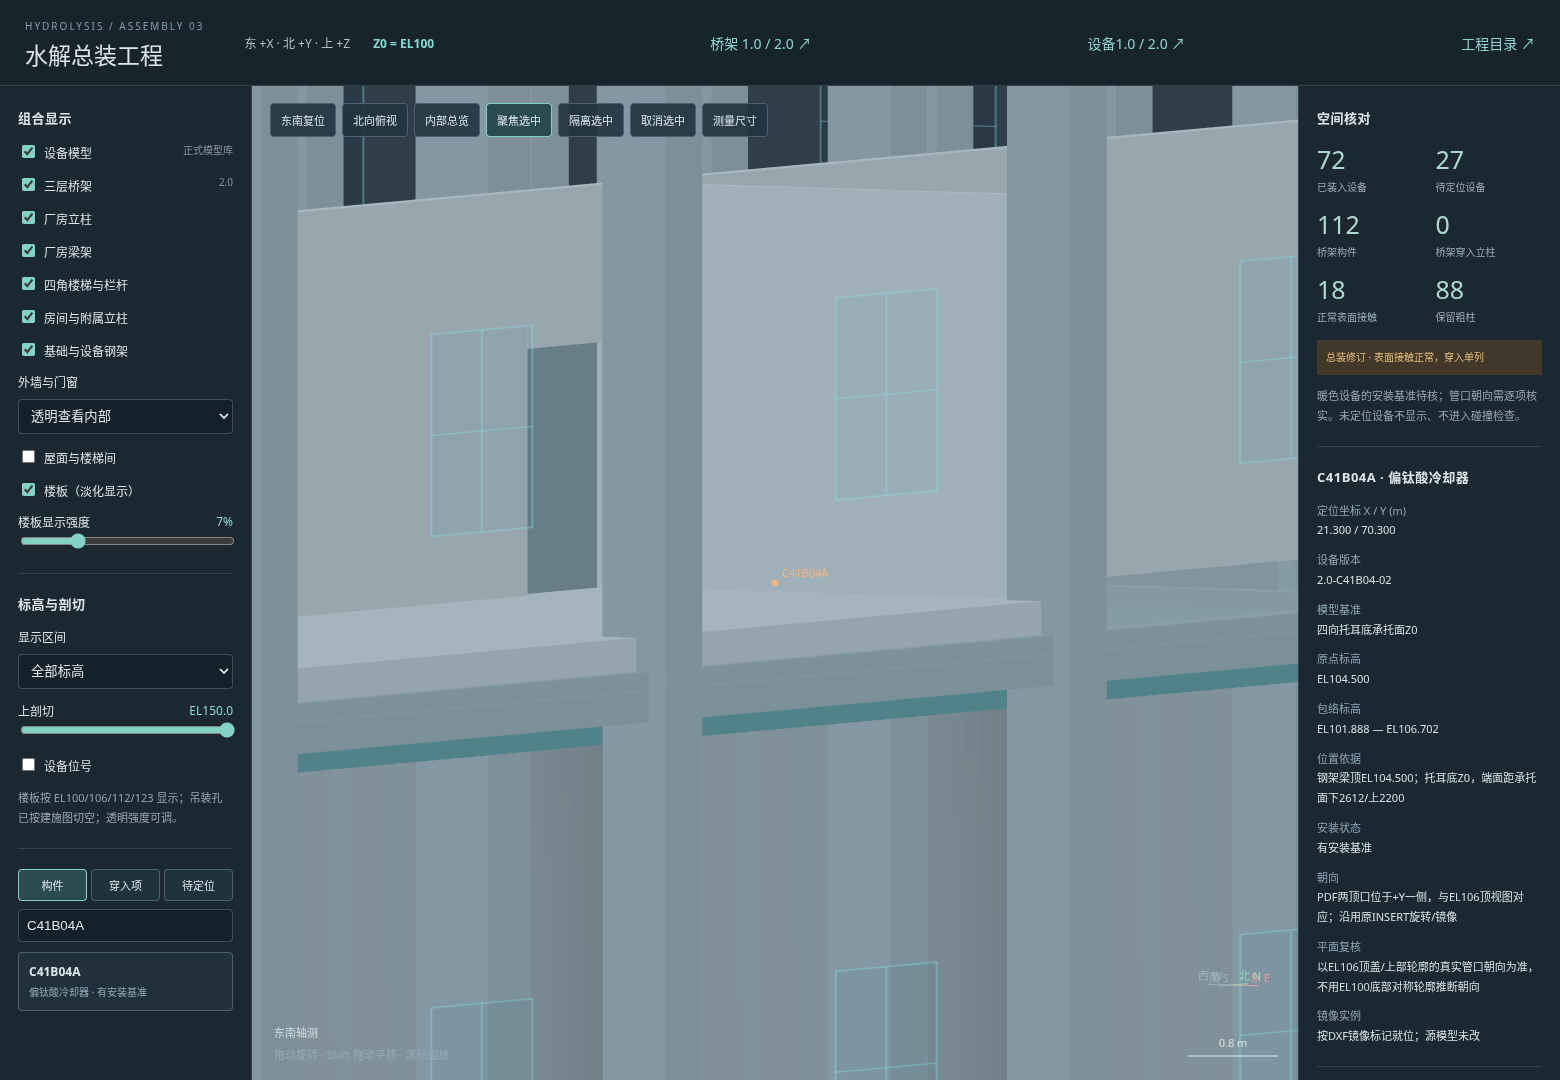 HYDROLYSIS / ASSEMBLY 03
水解总装工程
东 +X · 北 +Y · 上 +Z
Z0 = EL100
桥架 1.0 / 2.0 ↗
设备1.0 / 2.0 ↗
工程目录 ↗
组合显示
设备模型 正式模型库
三层桥架 2.0
厂房立柱
厂房梁架
四角楼梯与栏杆
房间与附属立柱
基础与设备钢架
外墙与门窗
透明查看内部
屋面与楼梯间
楼板（淡化显示）
楼板显示强度 7%
标高与剖切
显示区间
全部标高
上剖切 EL150.0
设备位号
楼板按 EL100/106/112/123 显示；吊装孔
已按建施图切空；透明强度可调。
构件 穿入项 待定位
C41B04A
C41B04A
偏钛酸冷却器 · 有安装基准
东南复位 北向俯视 内部总览 聚焦选中 隔离选中 取消选中 测量尺寸
C41B04A
东南轴测
拖动旋转 · Shift 拖动平移 · 滚轮缩放
0.8 m
空间核对
72 27
已装入设备 待定位设备
112 0
桥架构件 桥架穿入立柱
18 88
正常表面接触 保留粗柱
总装修订 · 表面接触正常，穿入单列
暖色设备的安装基准待核；管口朝向需逐项核
实。未定位设备不显示、不进入碰撞检查。
C41B04A · 偏钛酸冷却器
定位坐标 X / Y (m)
21.300 / 70.300
设备版本
2.0-C41B04-02
模型基准
四向托耳底承托面Z0
原点标高
EL104.500
包络标高
EL101.888 — EL106.702
位置依据
钢架梁顶EL104.500；托耳底Z0，端面距承托
面下2612/上2200
安装状态
有安装基准
朝向
PDF两顶口位于+Y一侧，与EL106顶视图对
应；沿用原INSERT旋转/镜像
平面复核
以EL106顶盖/上部轮廓的真实管口朝向为准，
不用EL100底部对称轮廓推断朝向
镜像实例
按DXF镜像标记就位；源模型未改